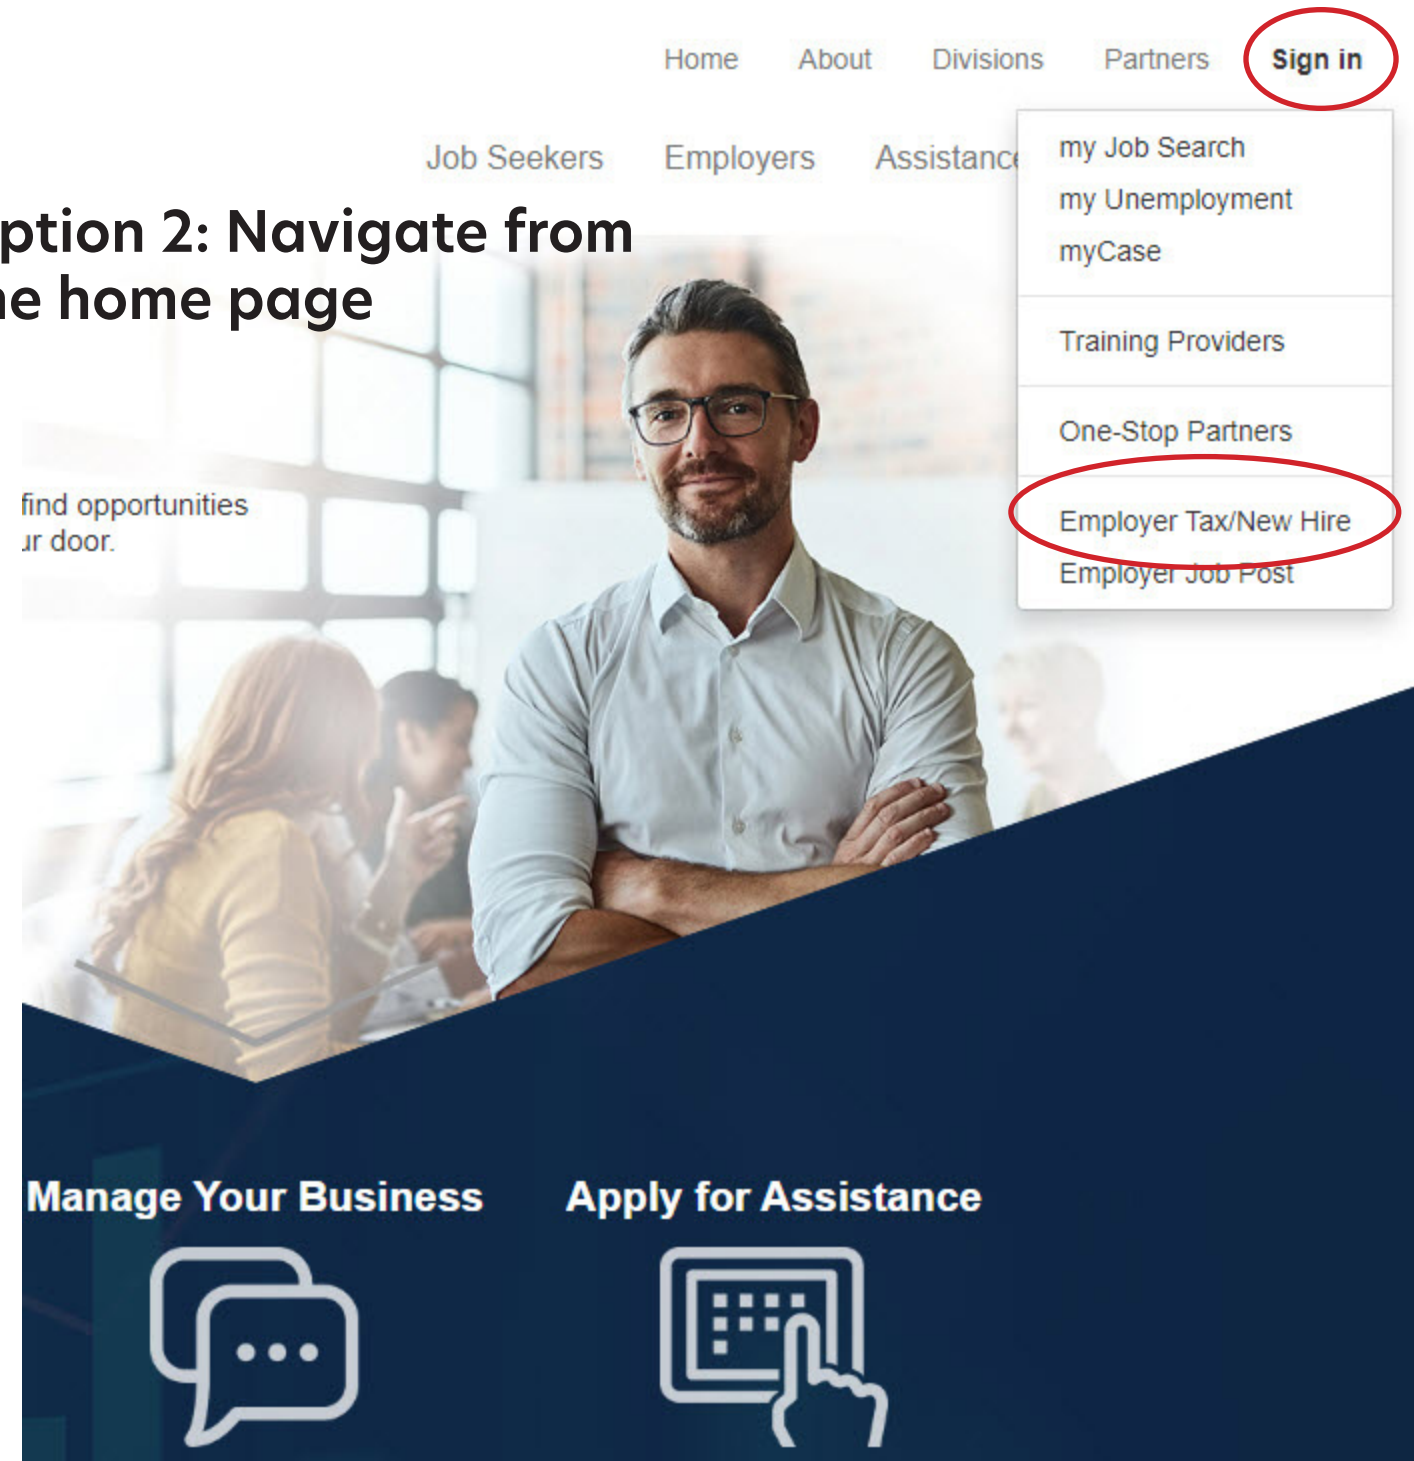 Home About Divisions Partners Sign in
Job Seekers Employers Assistance
my Job Search
my Unemployment
myCase
Training Providers
One-Stop Partners
Employer Tax/New Hire
Employer Job Post
ption 2: Navigate from
e home page
find opportunities
ur door.
Manage Your Business Apply for Assistance